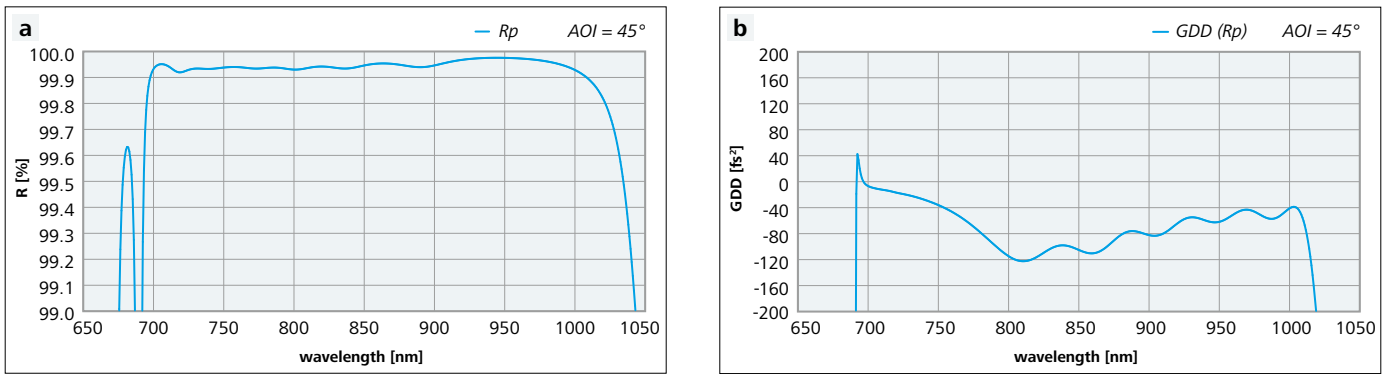 a
Rp AOI = 45°
R [%]
100.0
99.9
99.8
99.7
99.6
99.5
99.4
99.3
99.2
99.1
99.0
650 700 750 800 850 900 950 1000 1050
wavelength [nm]
b
GDD (Rp) AOI = 45°
GDD [fs²]
200
160
120
80
40
0
-40
-80
-120
-160
-200
650 700 750 800 850 900 950 1000 1050
wavelength [nm]